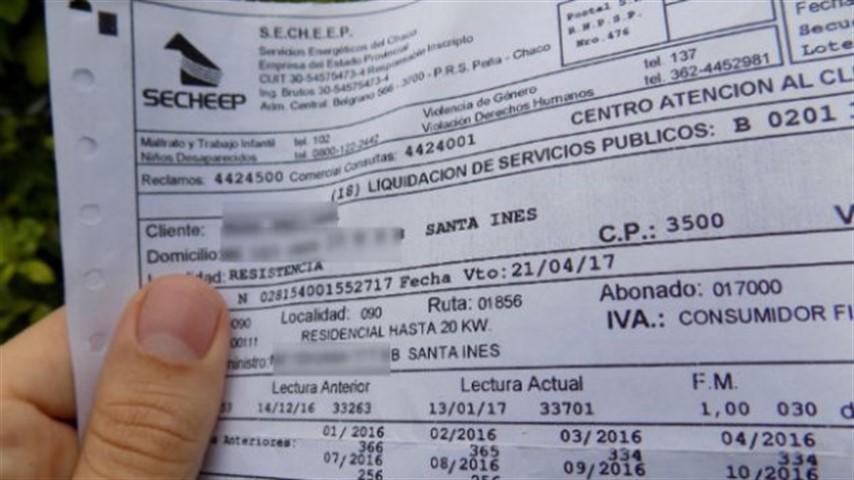 S.E.CH.E.E.P.
Servicios Energéticos del Chaco
Empresa del Estado Provincial
CUIT 30-54575473-4 Responsable Inscripto
Ing. Brutos 30-54575473-4
Adm. Central: Belgrano 566 - 3700 - P.R.S. Peña - Chaco
SECHEEP
Postal
R.N.P.S.P.
Nro. 476
Fecha
Secu
Lote
Maltrato y Trabajo Infantil tel. 102
Niños Desaparecidos tel 0800-122-2442
Violencia de Género tel. 137
Violación Derechos Humanos tel. 362-4452981
Reclamos: 4424500 Comercial Consultas: 4424001
CENTRO ATENCION AL CLI
(18) LIQUIDACION DE SERVICIOS PUBLICOS: B 0201
Cliente:
Domicilio: B SANTA INES C.P.: 3500 V
dad: RESISTENCIA
N 028154001552717 Fecha Vto: 21/04/17
090 Localidad: 090 Ruta: 01856 Abonado: 017000
00111 RESIDENCIAL HASTA 20 KW. IVA.: CONSUMIDOR FI
ministro: B SANTA INES
Lectura Anterior Lectura Actual F.M.
14/12/16 33263 13/01/17 33701 1,00 030 d
Anteriores: 01/2016 02/2016 03/2016 04/2016
366 365 334 334
07/2016 08/2016 09/2016 10/2016
256 256